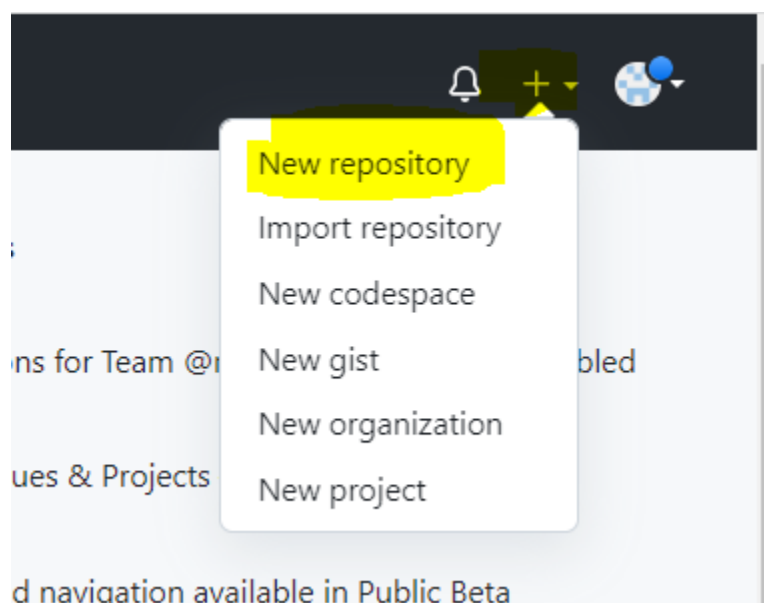 New repository
Import repository
New codespace
ons for Team @
New gist
bled
New organization
ues & Projects
New project
d navigation available in Public Beta